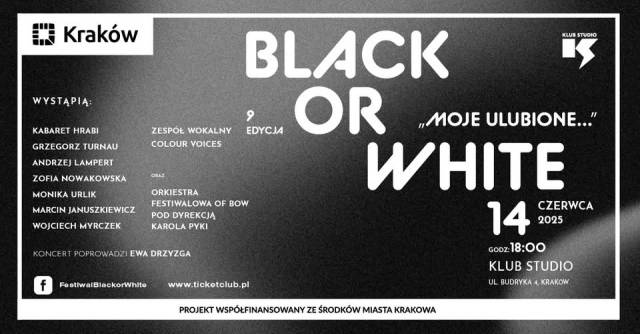 Kraków
BLACK
OR
WHITE
9
EDYCJA
„MOJE ULUBIONE..."
KLUB STUDIO
KS
WYSTĄPIĄ:
KABARET HRABI
GRZEGORZ TURNAU
ANDRZEJ LAMPERT
ZOFIA NOWAKOWSKA
MONIKA URLIK
MARCIN JANUSZKIEWICZ
WOJCIECH MYRCZEK
ZESPÓŁ WOKALNY
COLOUR VOICES
ORAZ
ORKIESTRA
FESTIWALOWA OF BOW
POD DYREKCJĄ
KAROLA PYKI
KONCERT POPROWADZI EWA DRZYZGA
14 CZERWCA
2025
GODZ: 18:00
KLUB STUDIO
UL. BUDRYKA 4, KRAKOW
f FestiwalBlackorWhite www.ticketclub.pl
PROJEKT WSPÓŁFINANSOWANY ZE ŚRODKÓW MIASTA KRAKOWA